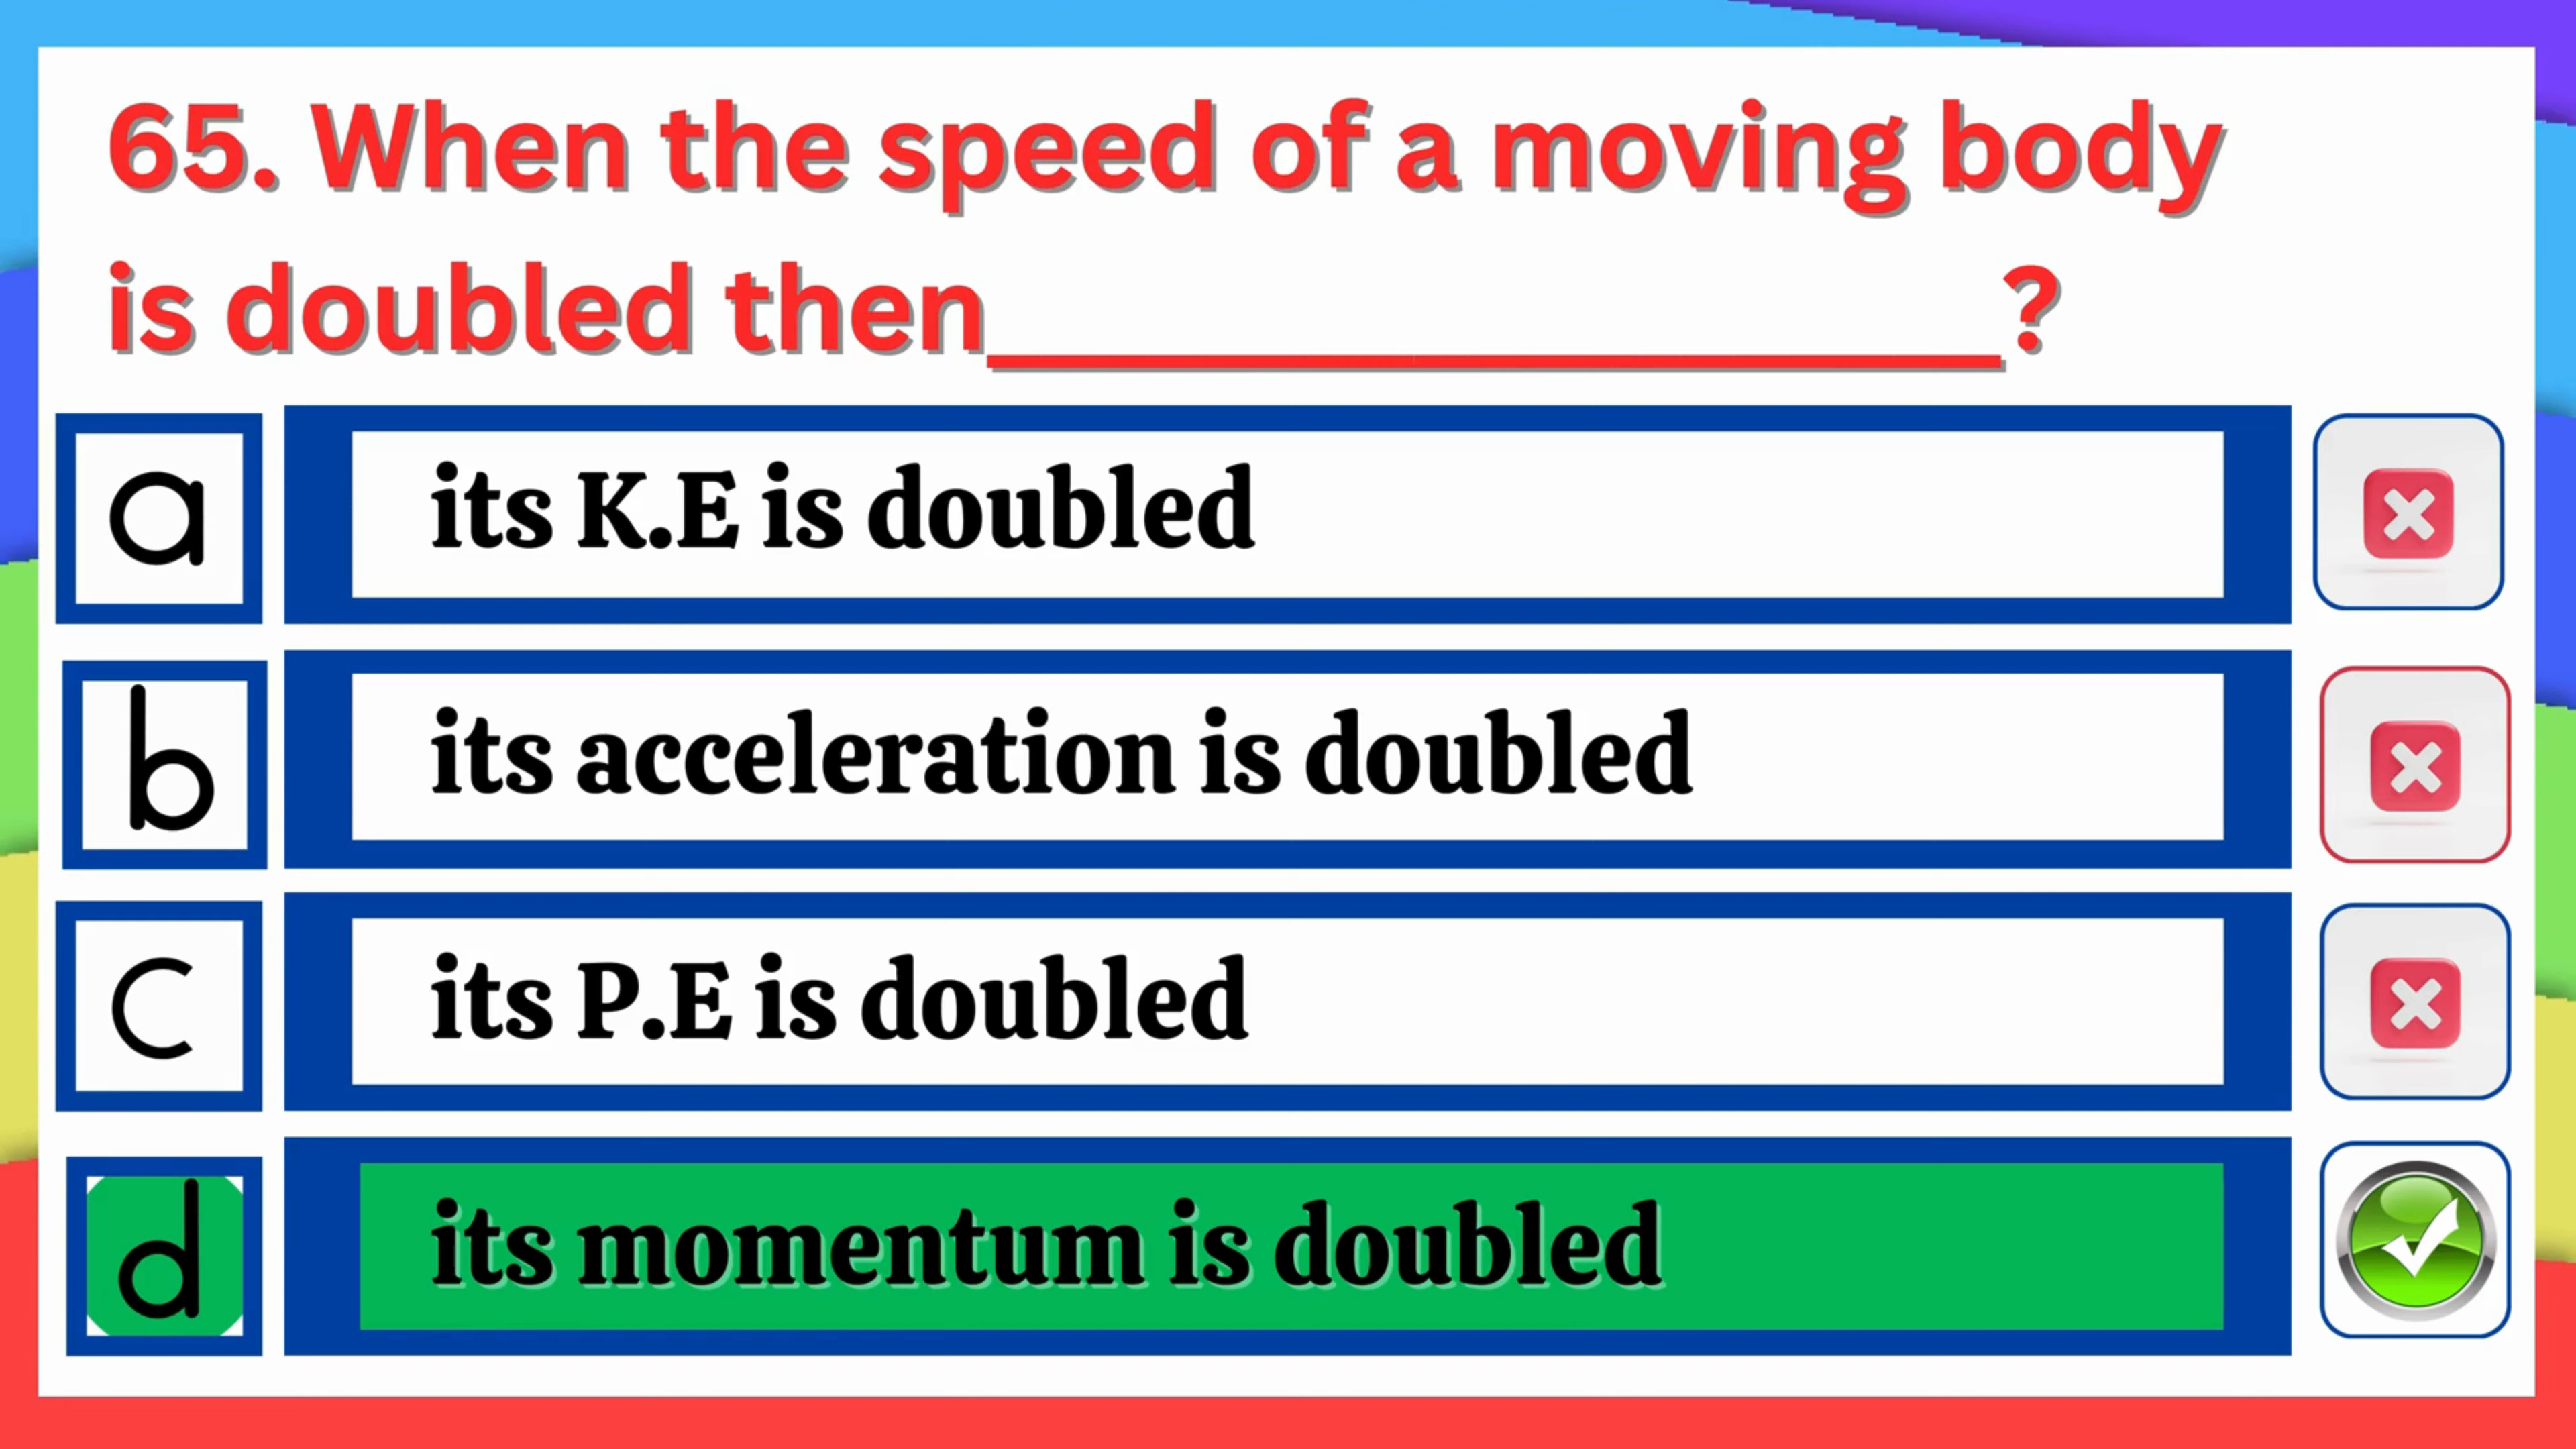 65. When the speed of a moving body
is doubled then____________________?
a
its K.E is doubled
b
its acceleration is doubled
c
its P.E is doubled
d
its momentum is doubled